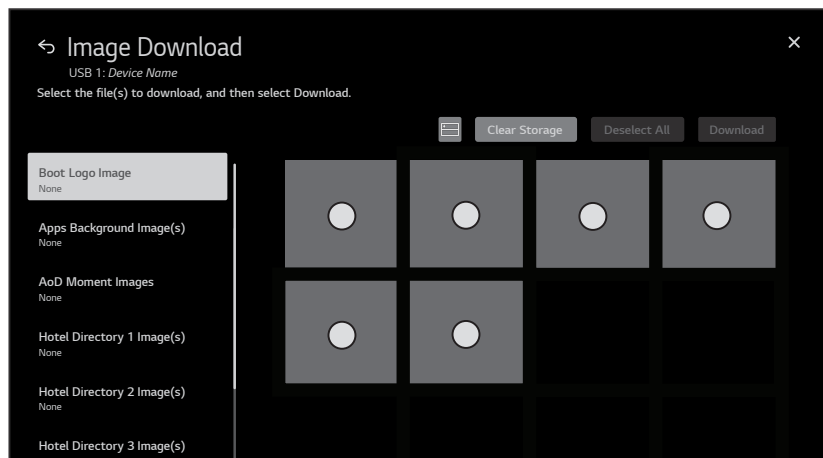 Image Download
USB 1: Device Name
Select the file(s) to download, and then select Download.
Clear Storage
Deselect All
Download
Boot Logo Image
None
Apps Background Image(s)
None
AoD Moment Images
None
Hotel Directory 1 Image(s)
None
Hotel Directory 2 Image(s)
None
Hotel Directory 3 Image(s)